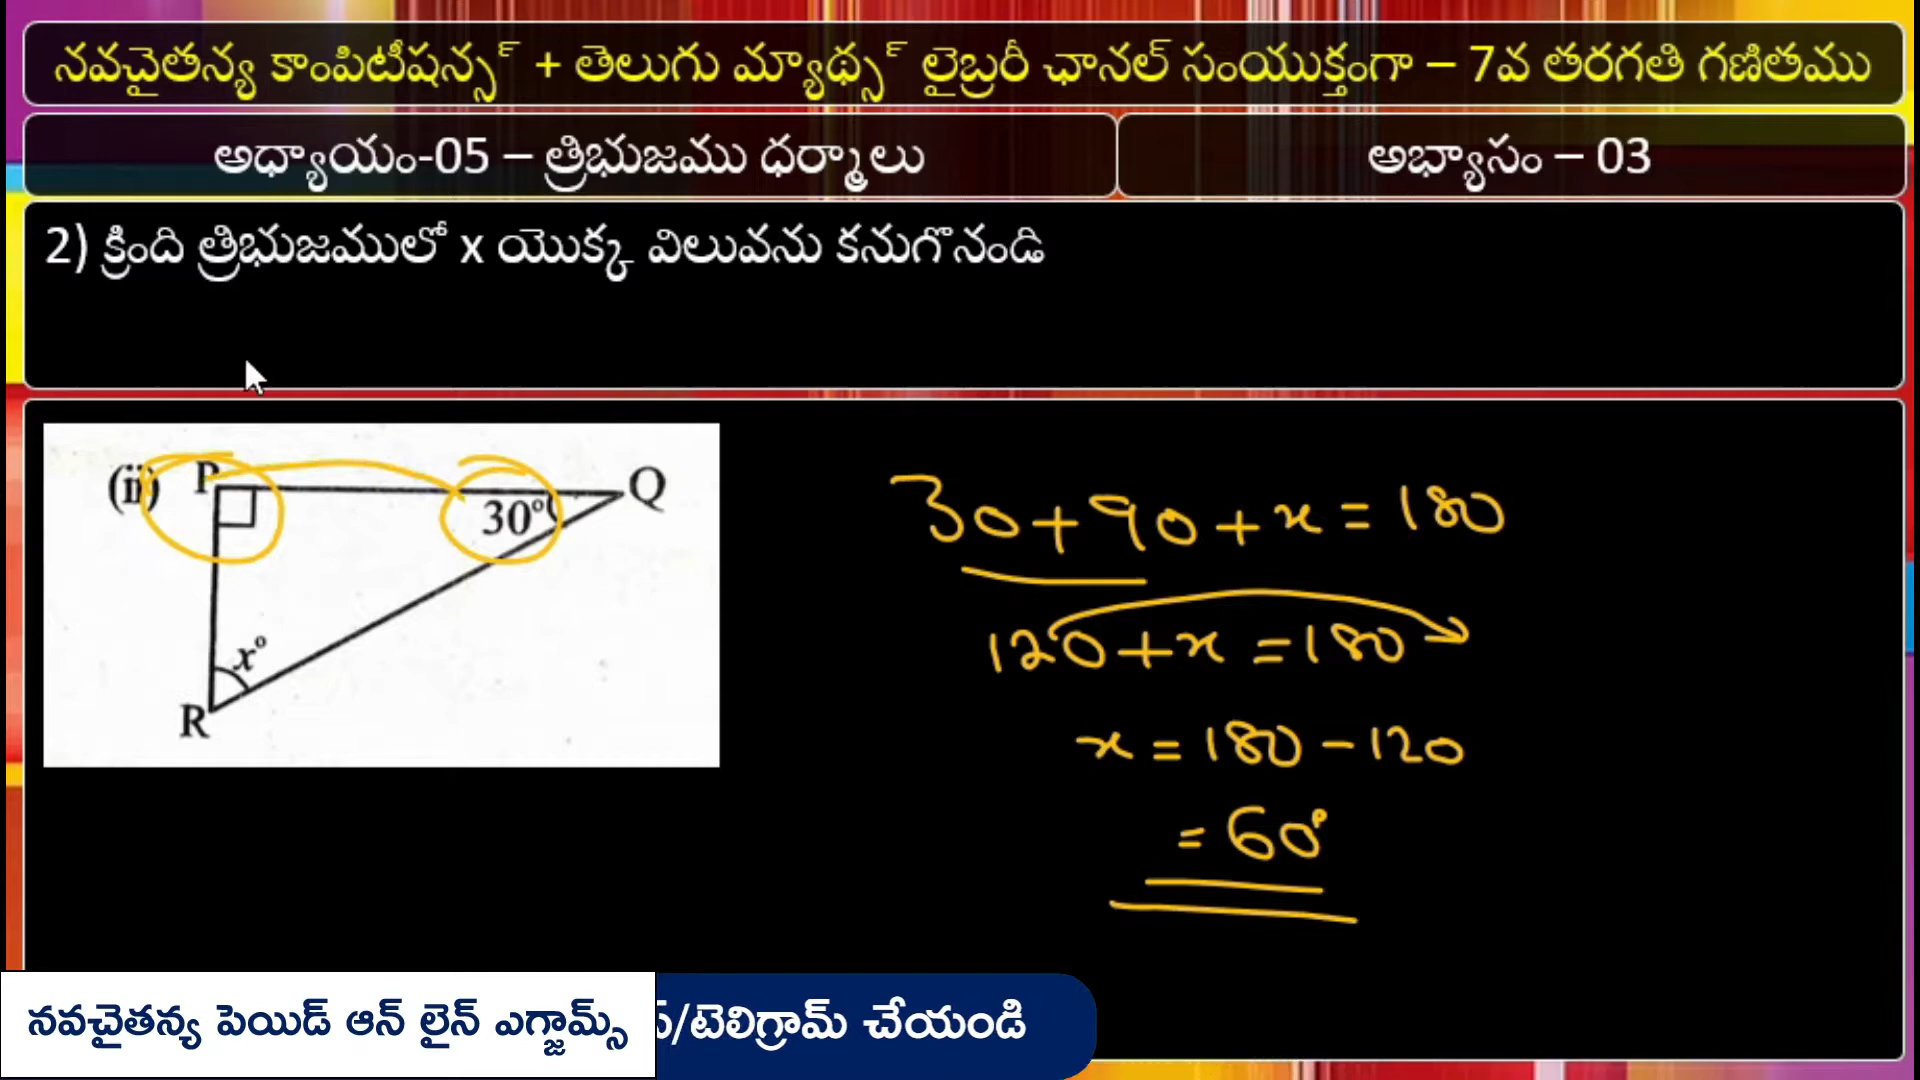 నవచైతన్య కాంపిటీషన్స్ + తెలుగు మ్యాథ్స్ లైబ్రరీ ఛానల్ సంయుక్తంగా – 7వ తరగతి గణితము
అధ్యాయం-05 – త్రిభుజము ధర్మాలు
అభ్యాసం – 03
2) క్రింది త్రిభుజములో x యొక్క విలువను కనుగొనండి
(ii) P
Q
30°
x°
R
30+90+x=180
120+x=180
x=180-120
=60°
నవచైతన్య పెయిడ్ ఆన్ లైన్ ఎగ్జామ్స్
/టెలిగ్రామ్ చేయండి